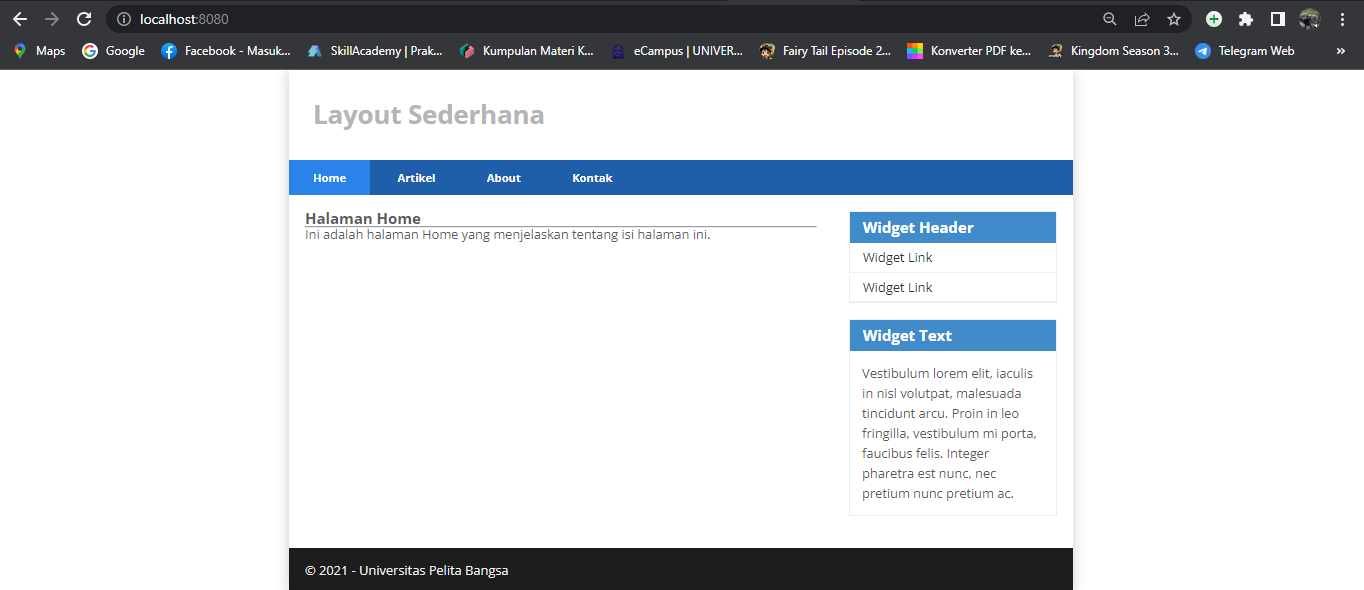 localhost:8080
Maps Google Facebook - Masuk... SkillAcademy | Prak... Kumpulan Materi K... eCampus | UNIVER... Fairy Tail Episode 2... Konverter PDF ke... Kingdom Season 3... Telegram Web »
Layout Sederhana
Home Artikel About Kontak
Halaman Home
Ini adalah halaman Home yang menjelaskan tentang isi halaman ini.
Widget Header
Widget Link
Widget Link
Widget Text
Vestibulum lorem elit, iaculis
in nisl volutpat, malesuada
tincidunt arcu. Proin in leo
fringilla, vestibulum mi porta,
faucibus felis. Integer
pharetra est nunc, nec
pretium nunc pretium ac.
© 2021 - Universitas Pelita Bangsa